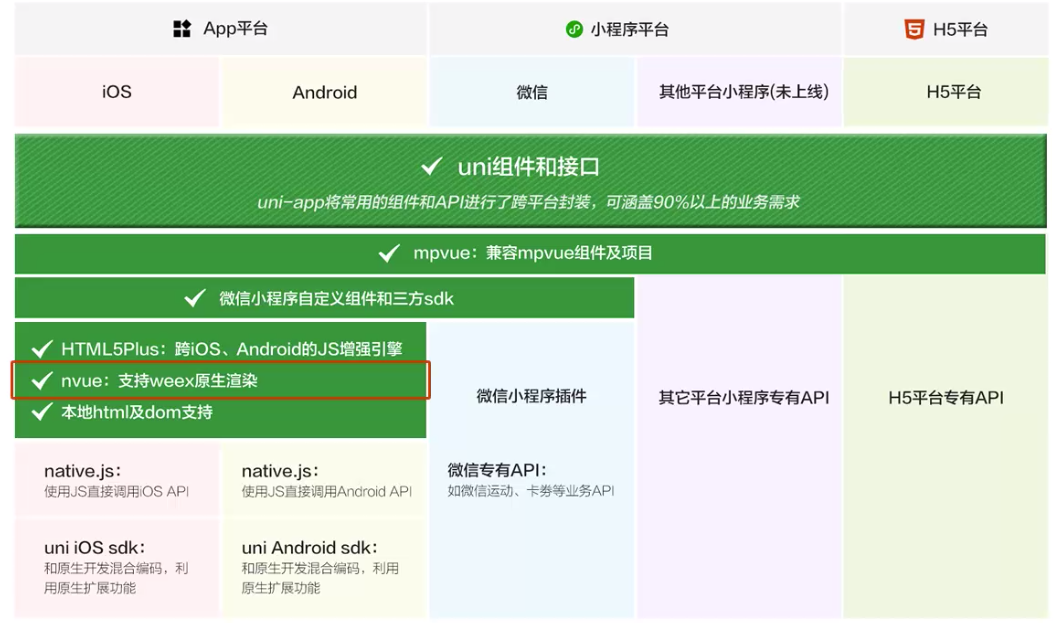 App平台
小程序平台
H5平台
iOS
Android
微信
其他平台小程序(未上线)
H5平台
uni组件和接口
uni-app将常用的组件和API进行了跨平台封装，可涵盖90%以上的业务需求
mpvue：兼容mpvue组件及项目
微信小程序自定义组件和三方sdk
HTML5Plus：跨iOS、Android的JS增强引擎
nvue：支持weex原生渲染
本地html及dom支持
微信小程序插件
其它平台小程序专有API
H5平台专有API
native.js：
使用JS直接调用iOS API
native.js：
使用JS直接调用Android API
微信专有API：
如微信运动、卡券等业务API
uni iOS sdk：
和原生开发混合编码，利
用原生扩展功能
uni Android sdk：
和原生开发混合编码，利用
原生扩展功能